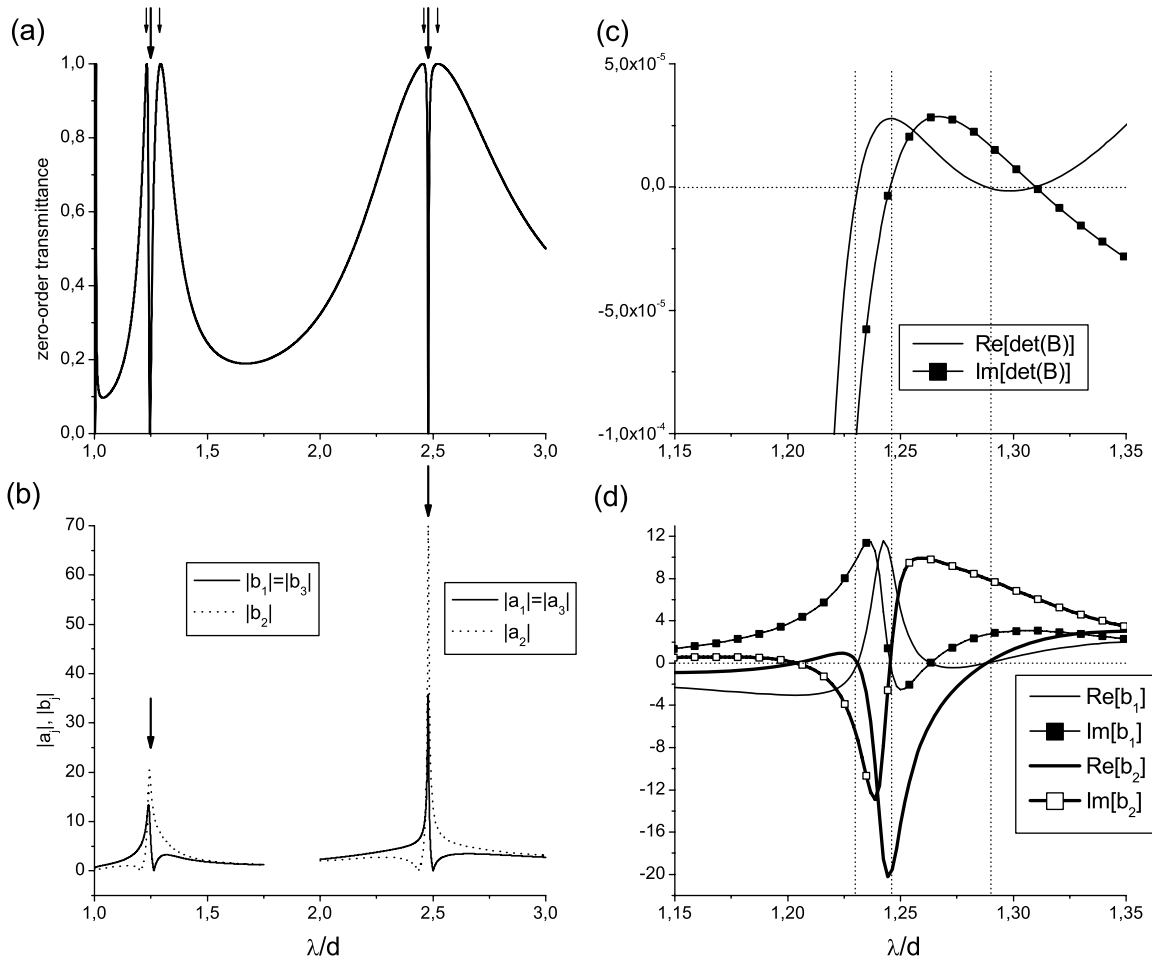 (a)
zero-order transmittance
1,0
0,8
0,6
0,4
0,2
0,0
1,0
1,5
2,0
2,5
3,0
(b)
|a_j|, |b_j|
70
60
50
40
30
20
10
0
|b_1|=|b_3|
|b_2|
|a_1|=|a_3|
|a_2|
1,0
1,5
2,0
2,5
3,0
λ/d
(c)
5,0x10^-5
0,0
-5,0x10^-5
-1,0x10^-4
Re[det(B)]
Im[det(B)]
1,15
1,20
1,25
1,30
1,35
(d)
12
8
4
0
-4
-8
-12
-16
-20
Re[b_1]
Im[b_1]
Re[b_2]
Im[b_2]
1,15
1,20
1,25
1,30
1,35
λ/d